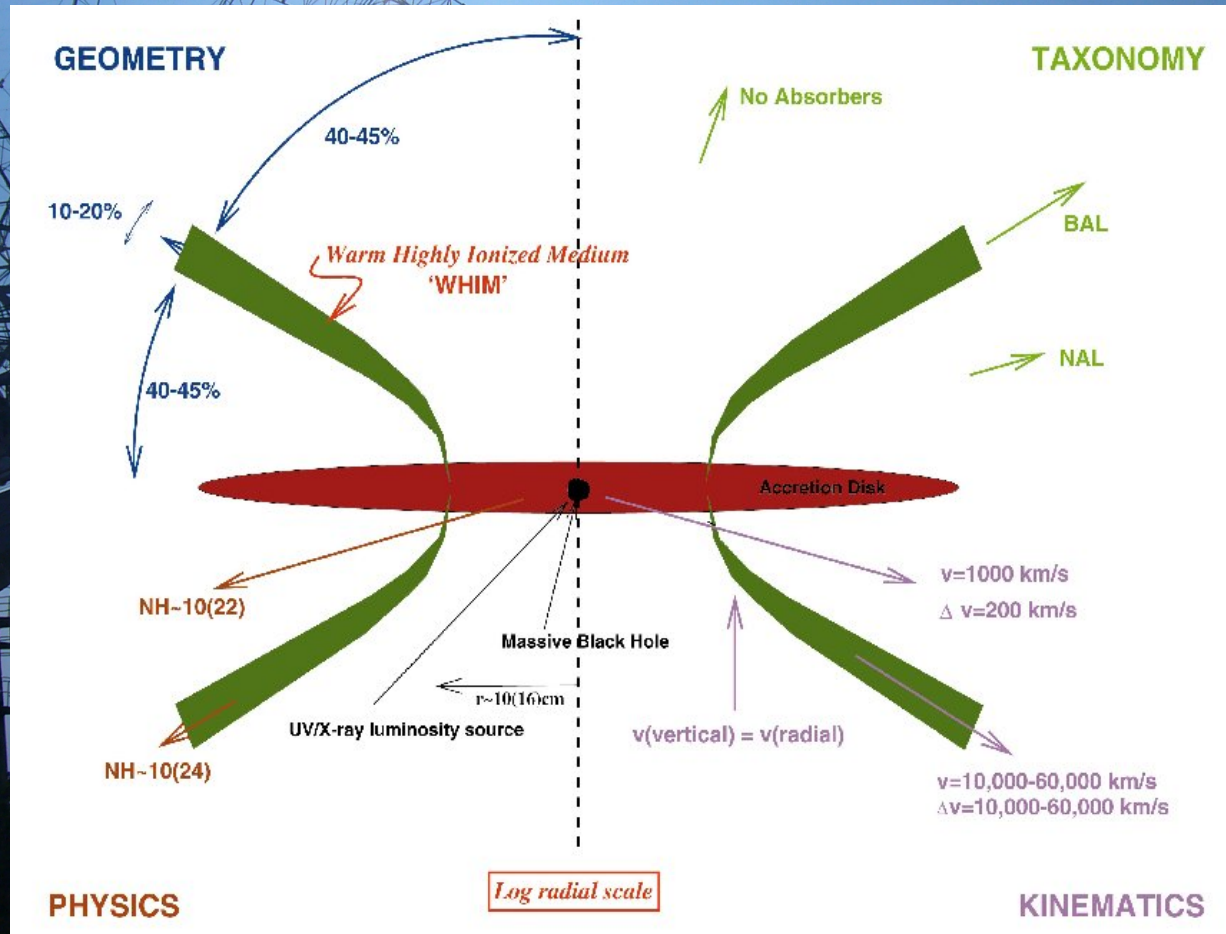 GEOMETRY
TAXONOMY
No Absorbers
40-45%
10-20%
BAL
Warm Highly Ionized Medium
'WHIM'
NAL
40-45%
Accretion Disk
v=1000 km/s
Δ v=200 km/s
NH~10(22)
Massive Black Hole
r~10(16)cm
UV/X-ray luminosity source
v(vertical) = v(radial)
NH~10(24)
v=10,000-60,000 km/s
Δv=10,000-60,000 km/s
Log radial scale
PHYSICS
KINEMATICS